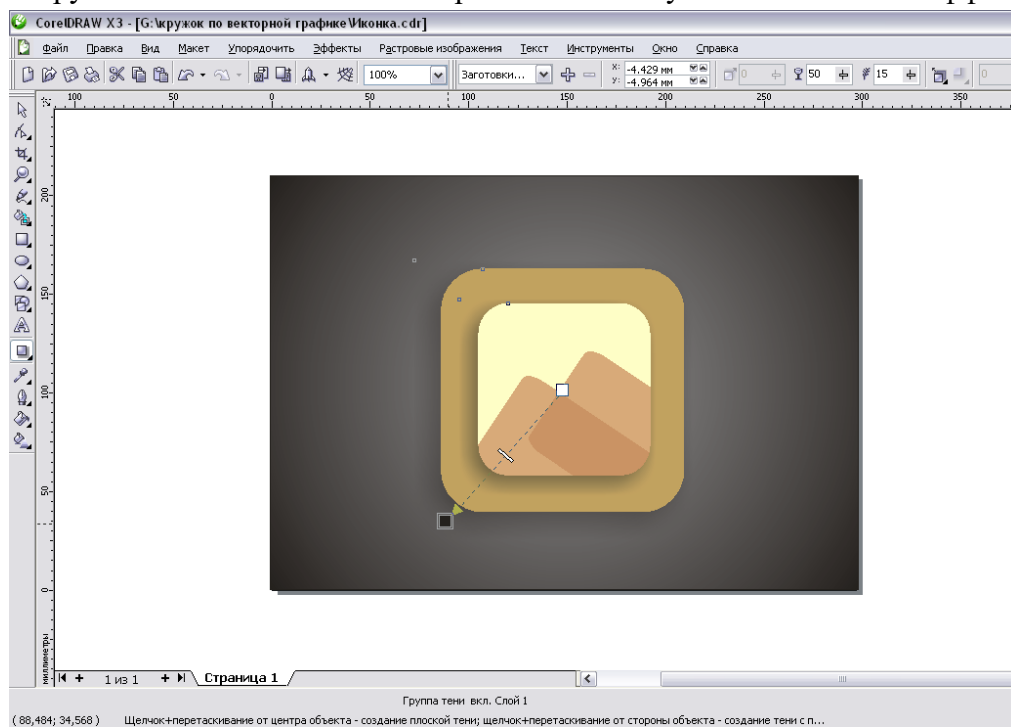 CorelDRAW X3 - [G:\кружок по векторной графике\Иконка.cdr]
Файл Правка Вид Макет Упорядочить Эффекты Растровые изображения Текст Инструменты Окно Справка
100% Заготовки... x: -4.429 мм 0 50 15 0
y: -4.964 мм
100 50 0 50 100 150 200 250 300 350
200
150
100
50
0
миллиметры
1 из 1 Страница 1
Группа тени вкл. Слой 1
( 88,484; 34,568 ) Щелчок+перетаскивание от центра объекта - создание плоской тени; щелчок+перетаскивание от стороны объекта - создание тени с п...